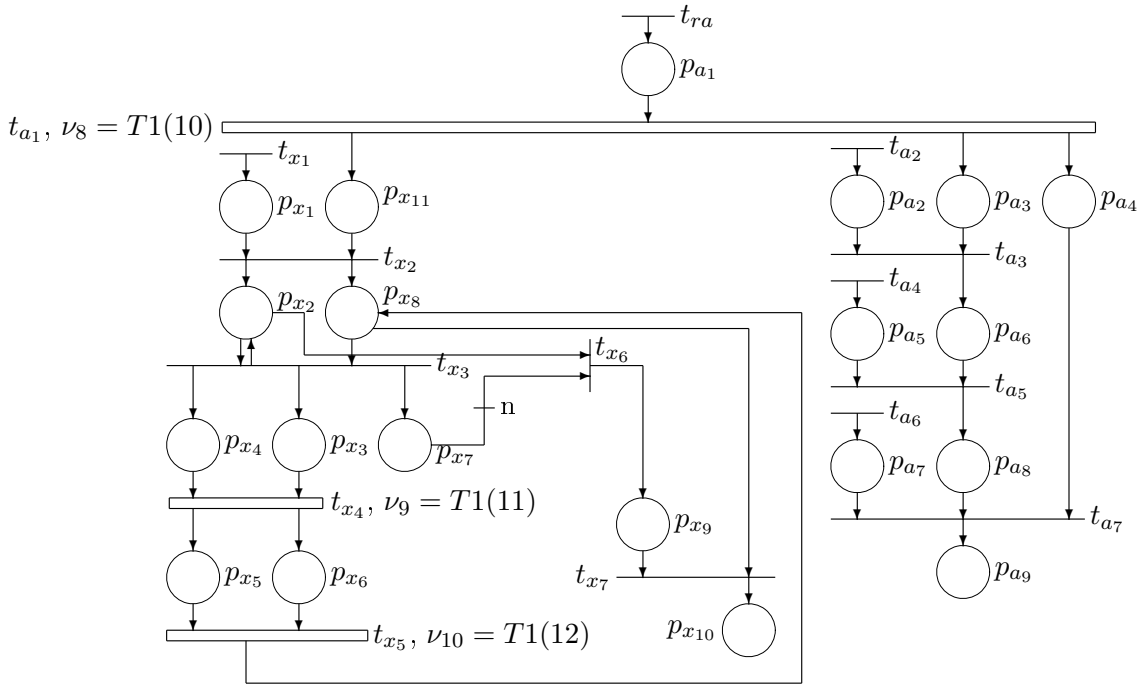 t_{ra}
p_{a_1}
t_{a_1}, ν_8 = T1(10)
t_{x_1}
t_{a_2}
p_{x_1}
p_{x_{11}}
p_{a_2}
p_{a_3}
p_{a_4}
t_{x_2}
t_{a_3}
p_{x_2}
p_{x_8}
t_{a_4}
p_{a_5}
p_{a_6}
t_{x_3}
t_{x_6}
t_{a_5}
n
t_{a_6}
p_{x_4}
p_{x_3}
p_{x_7}
p_{a_7}
p_{a_8}
t_{x_4}, ν_9 = T1(11)
p_{x_9}
t_{a_7}
p_{x_5}
p_{x_6}
t_{x_7}
p_{a_9}
t_{x_5}, ν_{10} = T1(12)
p_{x_{10}}